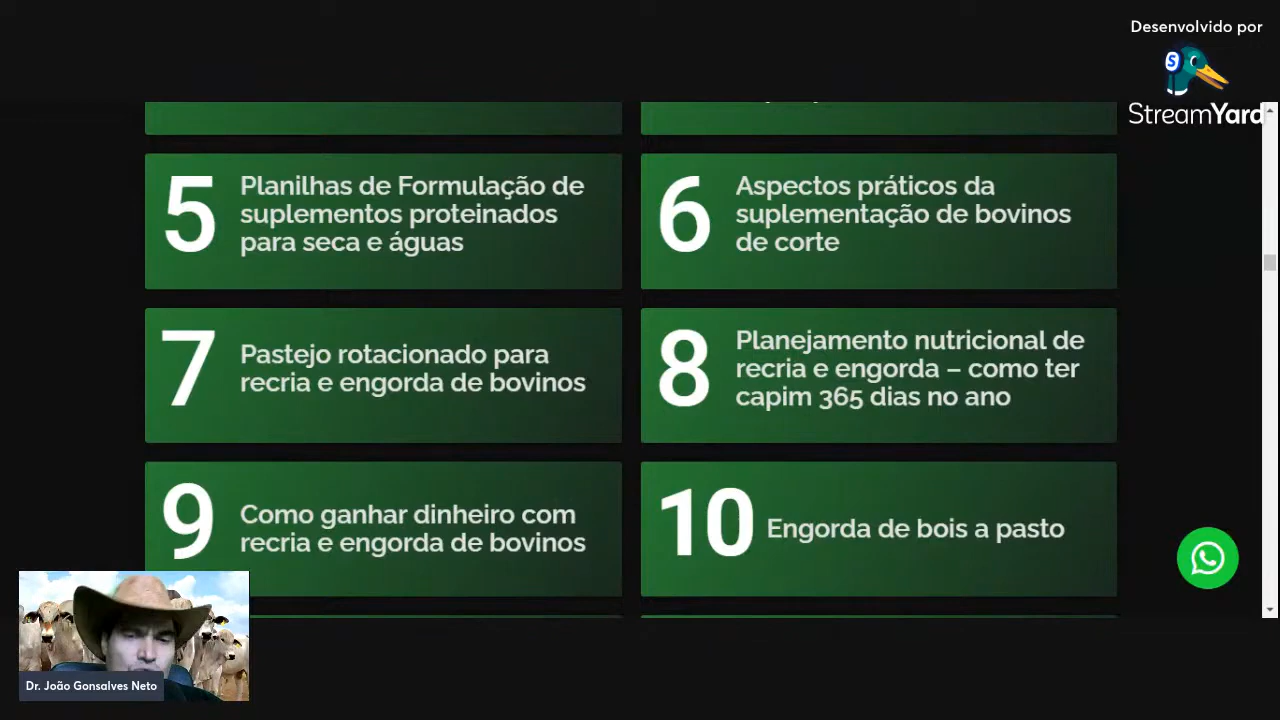 Desenvolvido por
StreamYard
5
Planilhas de Formulação de
suplementos proteinados
para seca e águas
6
Aspectos práticos da
suplementação de bovinos
de corte
7
Pastejo rotacionado para
recria e engorda de bovinos
8
Planejamento nutricional de
recria e engorda – como ter
capim 365 dias no ano
9
Como ganhar dinheiro com
recria e engorda de bovinos
10
Engorda de bois a pasto
Dr. João Gonsalves Neto